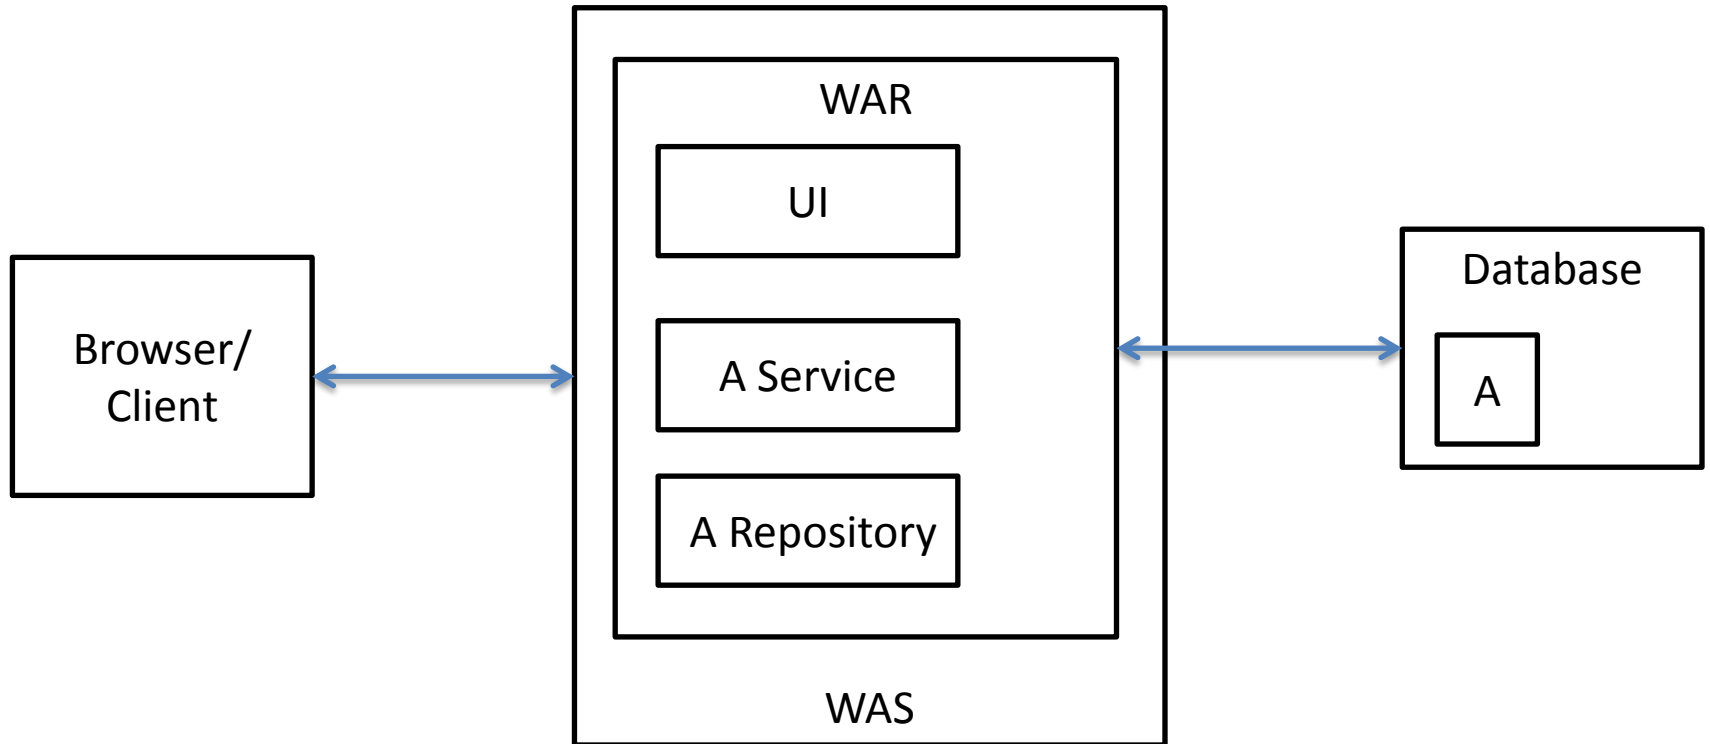 WAR
UI
Browser/
Client
A Service
A Repository
WAS
Database
A